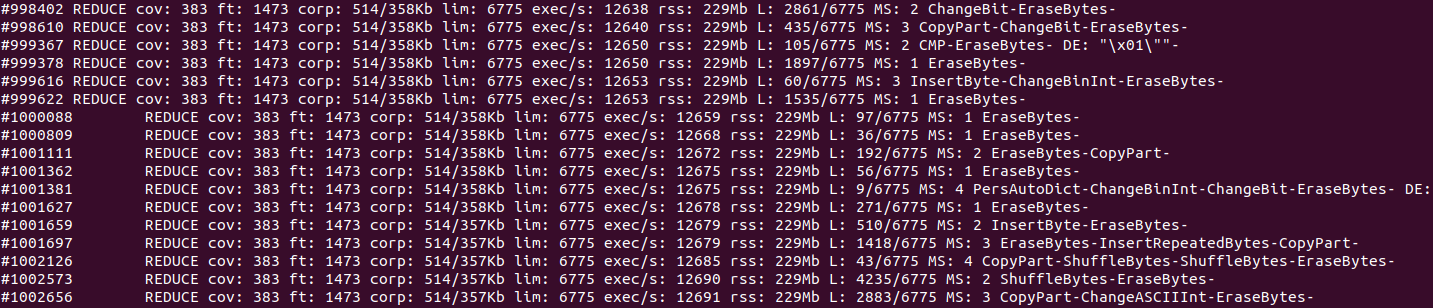 #998402 REDUCE cov: 383 ft: 1473 corp: 514/358Kb lim: 6775 exec/s: 12638 rss: 229Mb L: 2861/6775 MS: 2 ChangeBit-EraseBytes-
#998610 REDUCE cov: 383 ft: 1473 corp: 514/358Kb lim: 6775 exec/s: 12640 rss: 229Mb L: 435/6775 MS: 3 CopyPart-ChangeBit-EraseBytes-
#999367 REDUCE cov: 383 ft: 1473 corp: 514/358Kb lim: 6775 exec/s: 12650 rss: 229Mb L: 105/6775 MS: 2 CMP-EraseBytes- DE: "\x01\""-
#999378 REDUCE cov: 383 ft: 1473 corp: 514/358Kb lim: 6775 exec/s: 12650 rss: 229Mb L: 1897/6775 MS: 1 EraseBytes-
#999616 REDUCE cov: 383 ft: 1473 corp: 514/358Kb lim: 6775 exec/s: 12653 rss: 229Mb L: 60/6775 MS: 3 InsertByte-ChangeBinInt-EraseBytes-
#999622 REDUCE cov: 383 ft: 1473 corp: 514/358Kb lim: 6775 exec/s: 12653 rss: 229Mb L: 1535/6775 MS: 1 EraseBytes-
#1000088 REDUCE cov: 383 ft: 1473 corp: 514/358Kb lim: 6775 exec/s: 12659 rss: 229Mb L: 97/6775 MS: 1 EraseBytes-
#1000809 REDUCE cov: 383 ft: 1473 corp: 514/358Kb lim: 6775 exec/s: 12668 rss: 229Mb L: 36/6775 MS: 1 EraseBytes-
#1001111 REDUCE cov: 383 ft: 1473 corp: 514/358Kb lim: 6775 exec/s: 12672 rss: 229Mb L: 192/6775 MS: 2 EraseBytes-CopyPart-
#1001362 REDUCE cov: 383 ft: 1473 corp: 514/358Kb lim: 6775 exec/s: 12675 rss: 229Mb L: 56/6775 MS: 1 EraseBytes-
#1001381 REDUCE cov: 383 ft: 1473 corp: 514/358Kb lim: 6775 exec/s: 12675 rss: 229Mb L: 9/6775 MS: 4 PersAutoDict-ChangeBinInt-ChangeBit-EraseBytes- DE:
#1001627 REDUCE cov: 383 ft: 1473 corp: 514/358Kb lim: 6775 exec/s: 12678 rss: 229Mb L: 271/6775 MS: 1 EraseBytes-
#1001659 REDUCE cov: 383 ft: 1473 corp: 514/357Kb lim: 6775 exec/s: 12679 rss: 229Mb L: 510/6775 MS: 2 InsertByte-EraseBytes-
#1001697 REDUCE cov: 383 ft: 1473 corp: 514/357Kb lim: 6775 exec/s: 12679 rss: 229Mb L: 1418/6775 MS: 3 EraseBytes-InsertRepeatedBytes-CopyPart-
#1002126 REDUCE cov: 383 ft: 1473 corp: 514/357Kb lim: 6775 exec/s: 12685 rss: 229Mb L: 43/6775 MS: 4 CopyPart-ShuffleBytes-ShuffleBytes-EraseBytes-
#1002573 REDUCE cov: 383 ft: 1473 corp: 514/357Kb lim: 6775 exec/s: 12690 rss: 229Mb L: 4235/6775 MS: 2 ShuffleBytes-EraseBytes-
#1002656 REDUCE cov: 383 ft: 1473 corp: 514/357Kb lim: 6775 exec/s: 12691 rss: 229Mb L: 2883/6775 MS: 3 CopyPart-ChangeASCIIInt-EraseBytes-